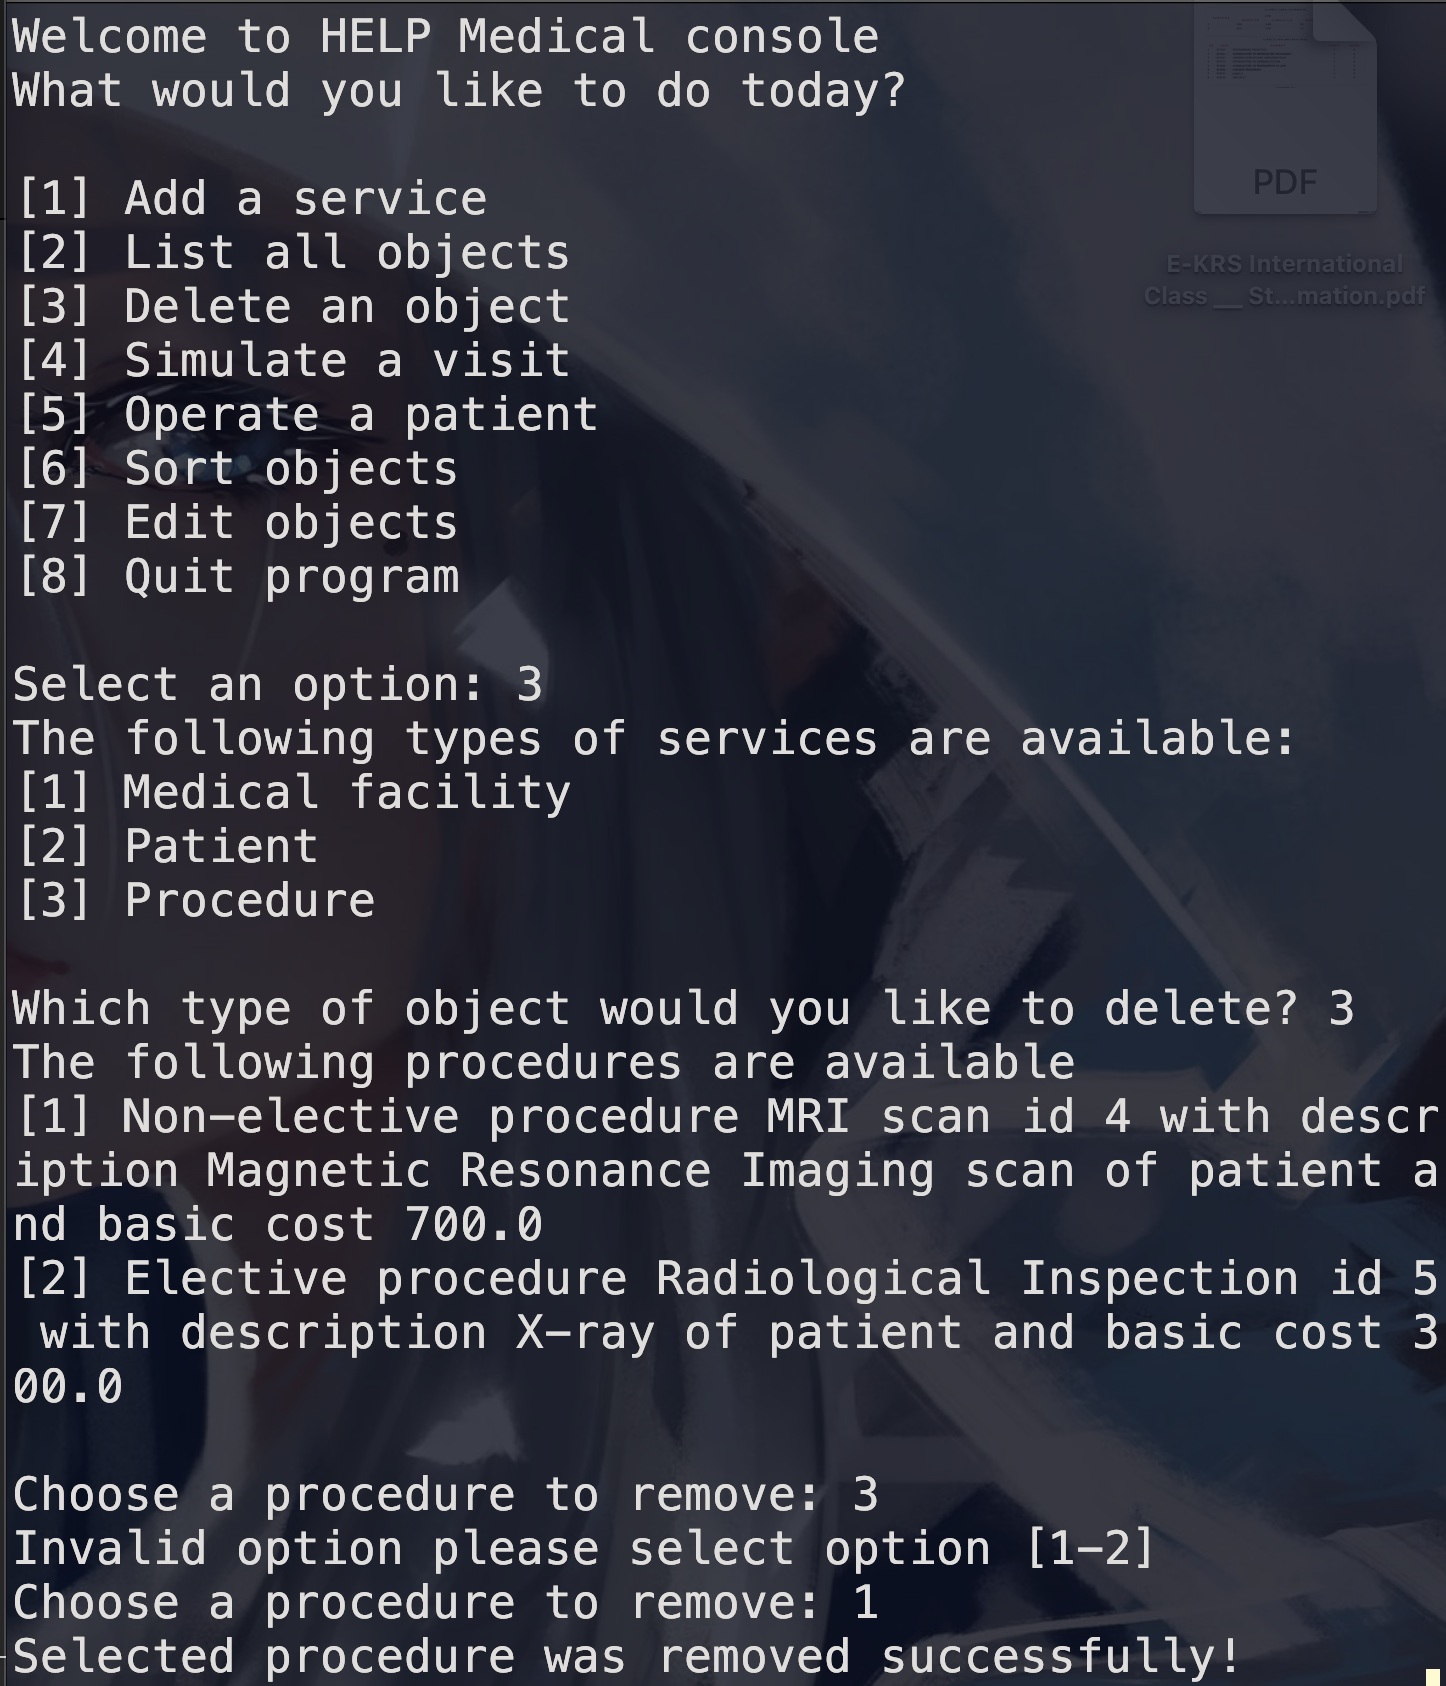 Welcome to HELP Medical console
What would you like to do today?
[1] Add a service
[2] List all objects
[3] Delete an object
[4] Simulate a visit
[5] Operate a patient
[6] Sort objects
[7] Edit objects
[8] Quit program
Select an option: 3
The following types of services are available:
[1] Medical facility
[2] Patient
[3] Procedure
Which type of object would you like to delete? 3
The following procedures are available
[1] Non-elective procedure MRI scan id 4 with descr
iption Magnetic Resonance Imaging scan of patient a
nd basic cost 700.0
[2] Elective procedure Radiological Inspection id 5
 with description X-ray of patient and basic cost 3
00.0
Choose a procedure to remove: 3
Invalid option please select option [1-2]
Choose a procedure to remove: 1
Selected procedure was removed successfully!
PDF
E-KRS International
Class __ St...mation.pdf